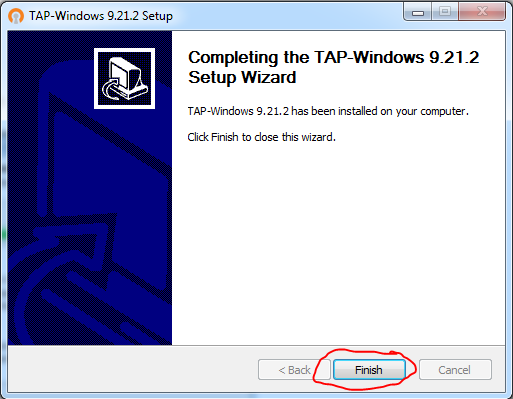 TAP-Windows 9.21.2 Setup
Completing the TAP-Windows 9.21.2
Setup Wizard
TAP-Windows 9.21.2 has been installed on your computer.
Click Finish to close this wizard.
< Back
Finish
Cancel